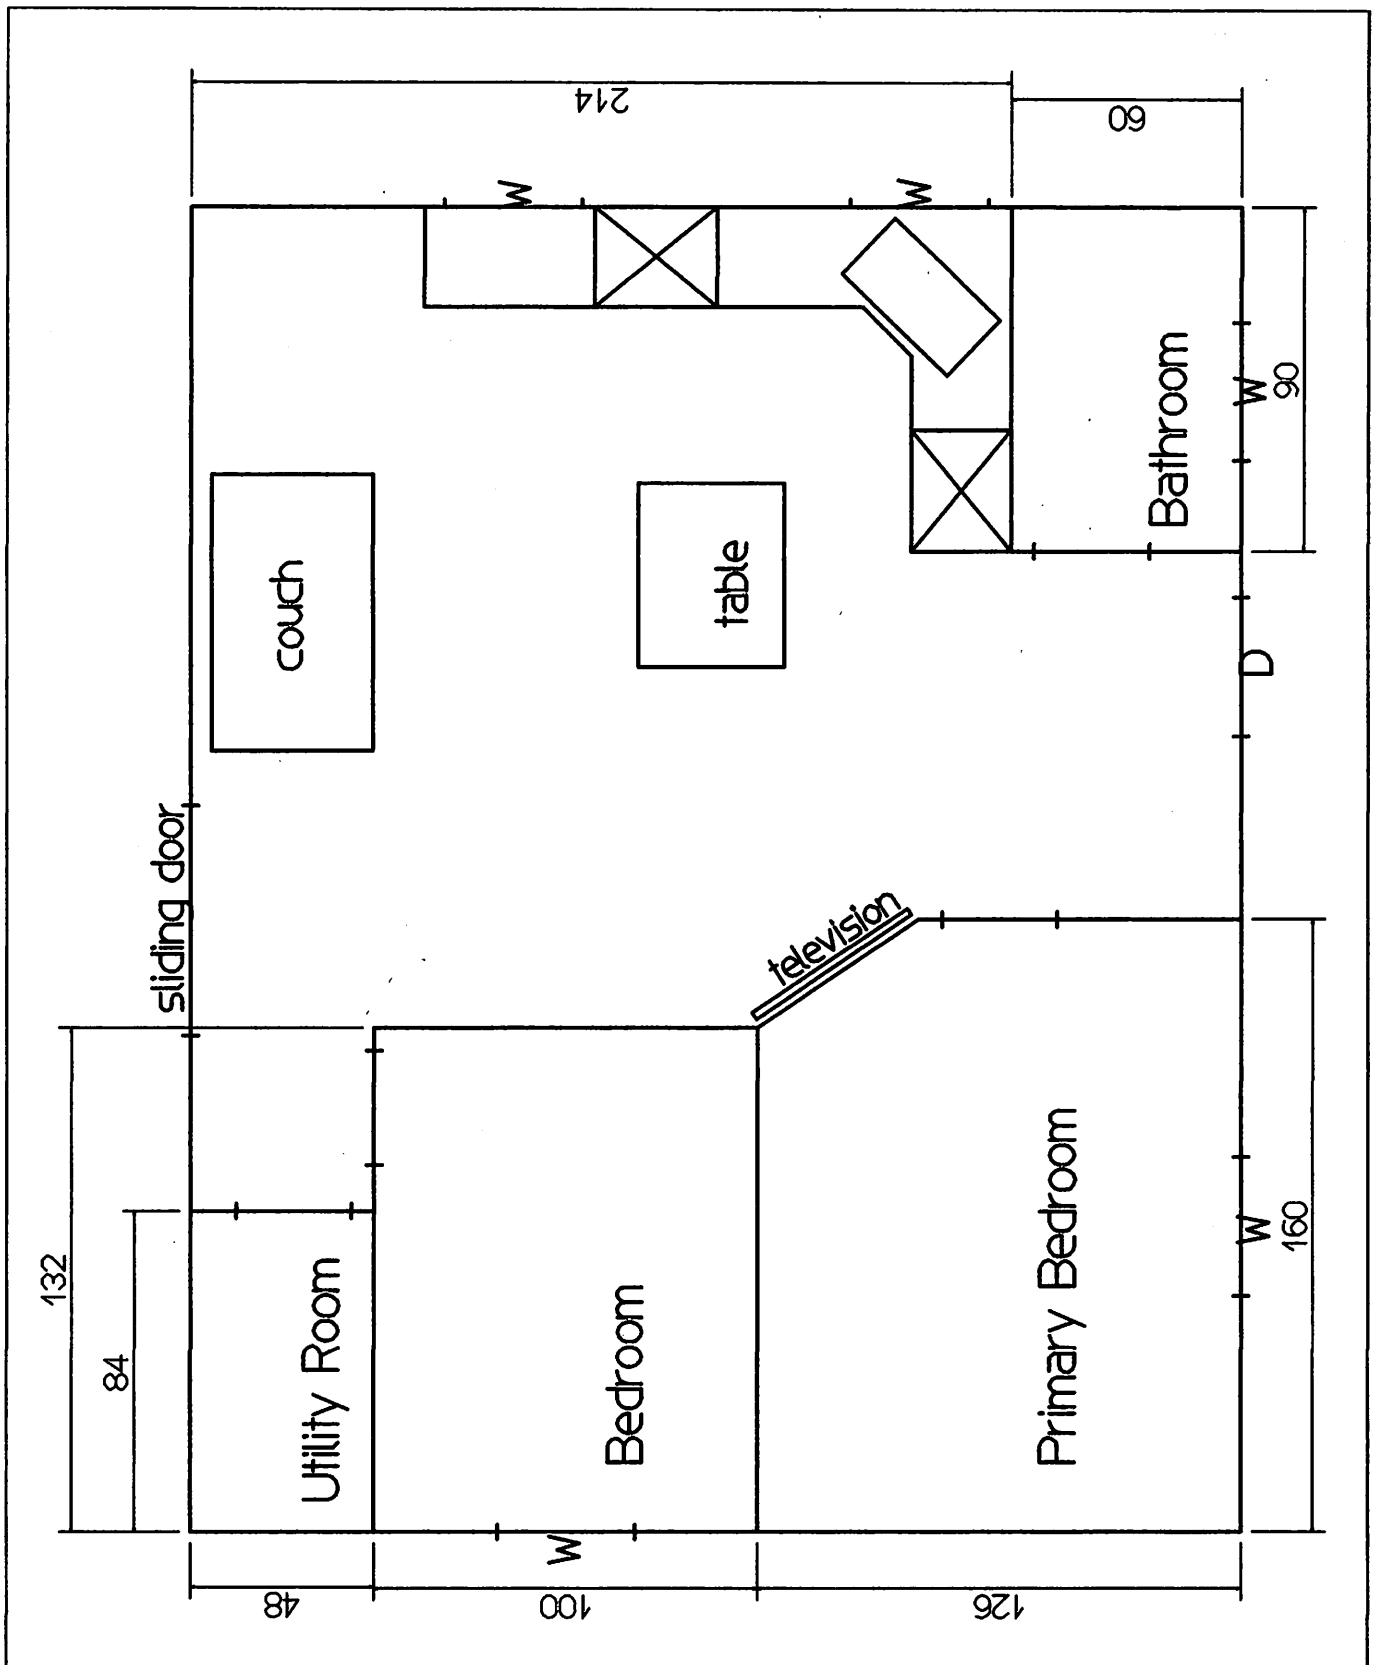 214
60
W
W
couch
table
Bathroom
W
90
D
sliding door
television
132
84
Utility Room
Bedroom
Primary Bedroom
W
160
W
48
100
126